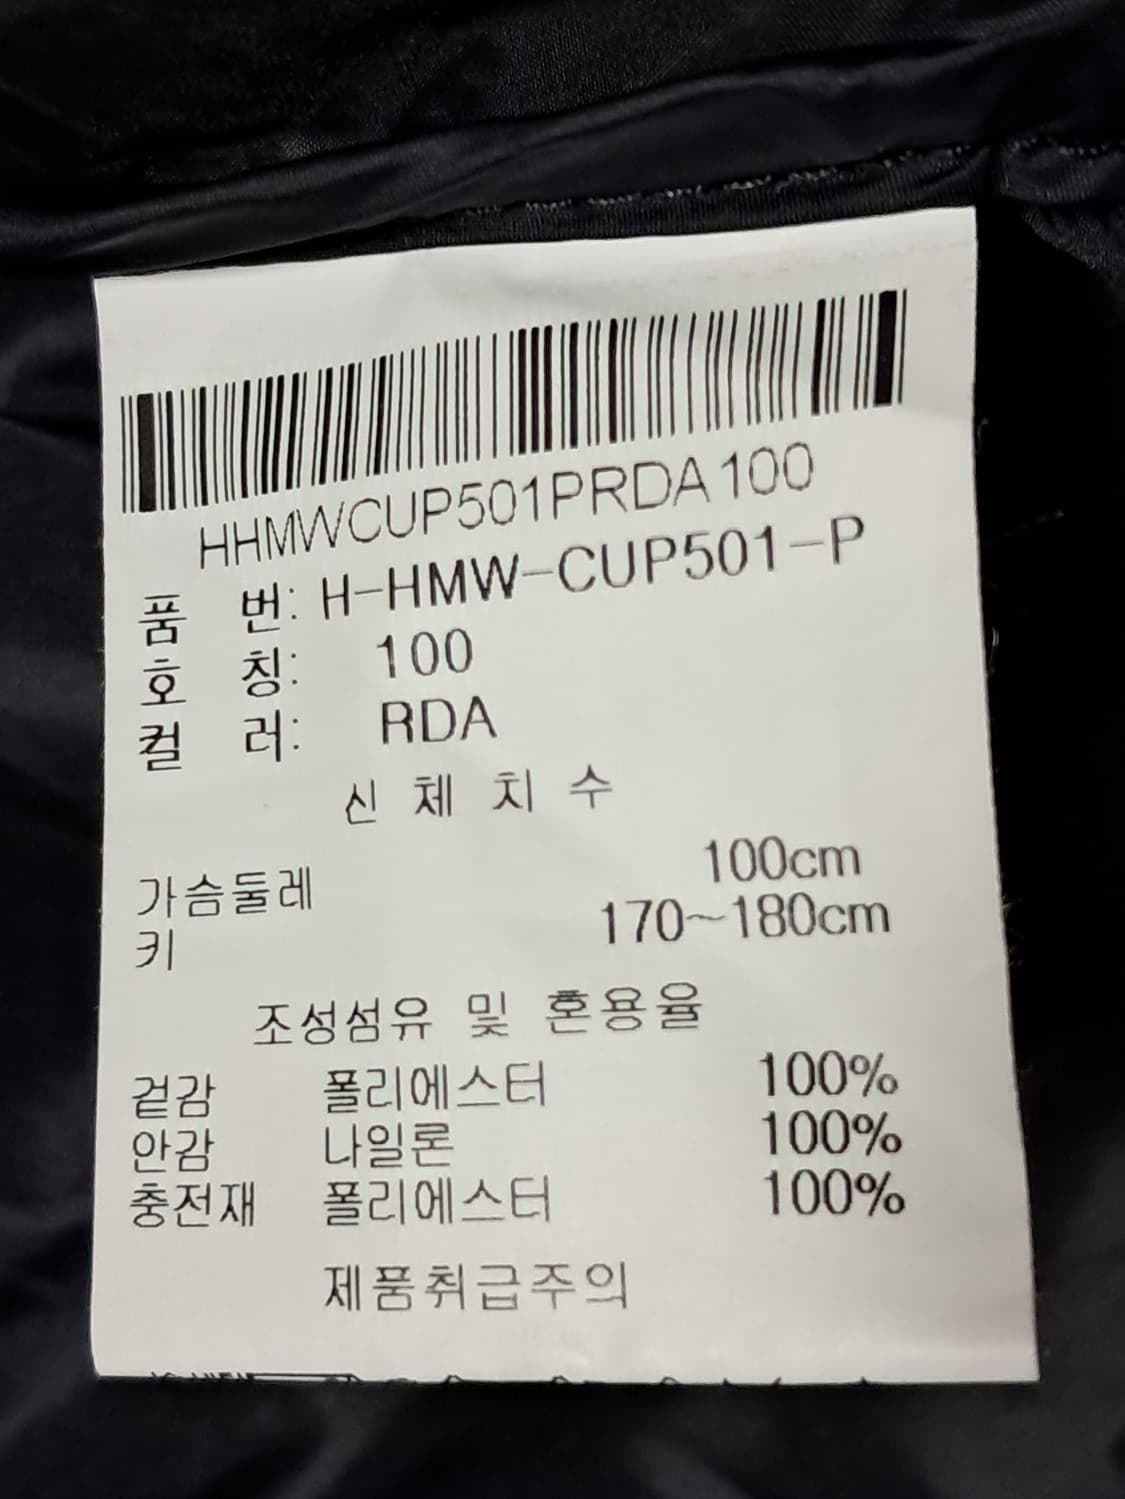 HHMWCUP501PRDA100
품 번: H-HMW-CUP501-P
호 칭: 100
컬 러: RDA
신 체 치 수
가슴둘레 100cm
키 170~180cm
조성섬유 및 혼용율
겉감 폴리에스터 100%
안감 나일론 100%
충전재 폴리에스터 100%
제품취급주의